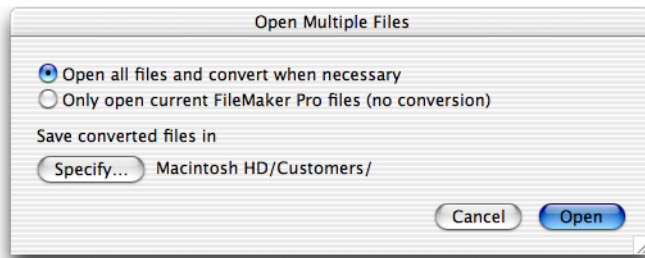 Open Multiple Files
Open all files and convert when necessary
Only open current FileMaker Pro files (no conversion)
Save converted files in
Specify... Macintosh HD/Customers/
Cancel Open